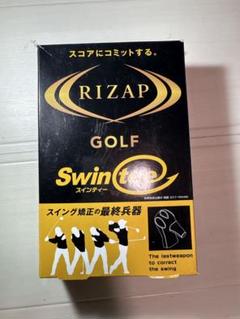 スコアにコミットする。
RIZAP
GOLF
Swintee
スインティー
スイング矯正の最終兵器
The lastweapon
to correct
the swing